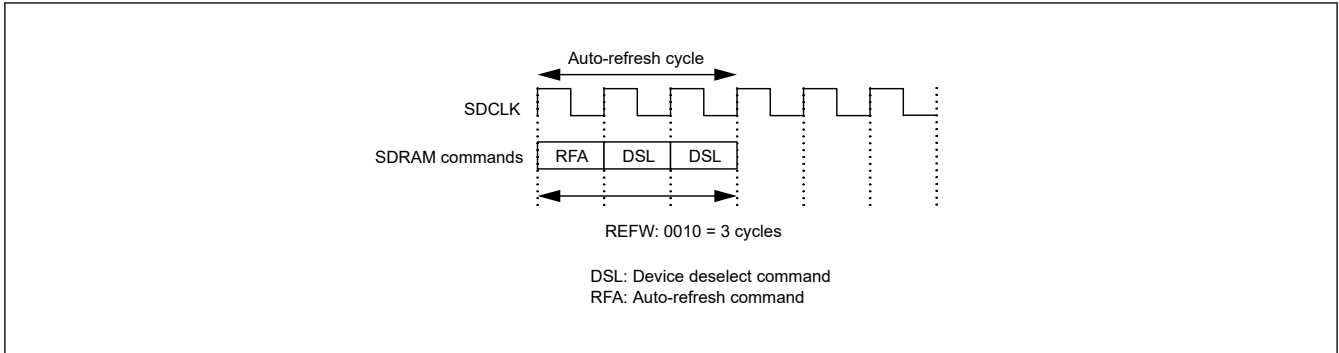 Auto-refresh cycle
SDCLK
SDRAM commands RFA DSL DSL
REFW: 0010 = 3 cycles
DSL: Device deselect command
RFA: Auto-refresh command